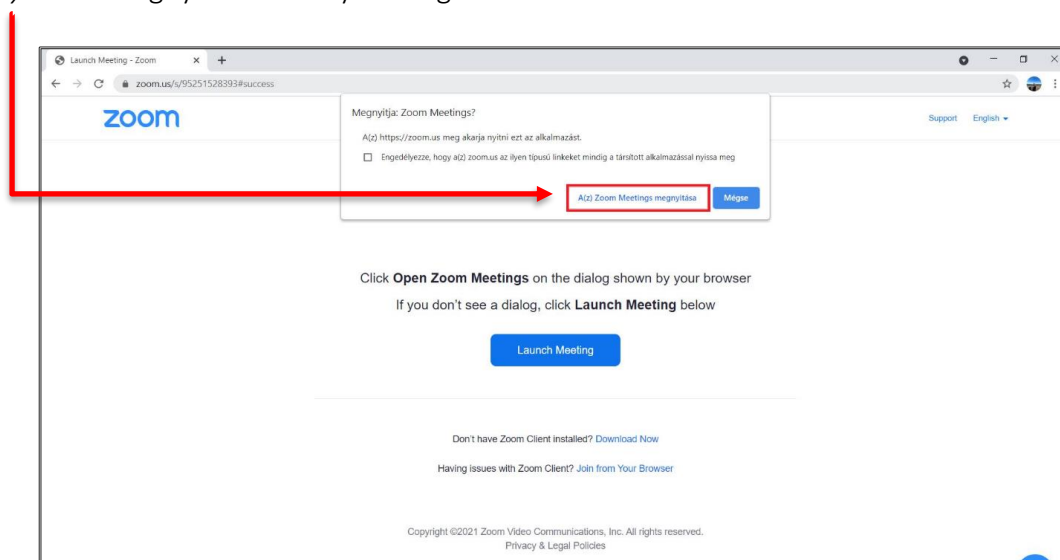 Launch Meeting - Zoom
zoom.us/s/95251528393#success
zoom
Support English
Megnyitja: Zoom Meetings?
A(z) https://zoom.us meg akarja nyitni ezt az alkalmazást.
Engedélyezze, hogy a(z) zoom.us az ilyen típusú linkeket mindig a társított alkalmazással nyissa meg
A(z) Zoom Meetings megnyitása Mégse
Click Open Zoom Meetings on the dialog shown by your browser
If you don't see a dialog, click Launch Meeting below
Launch Meeting
Don't have Zoom Client installed? Download Now
Having issues with Zoom Client? Join from Your Browser
Copyright ©2021 Zoom Video Communications, Inc. All rights reserved.
Privacy & Legal Policies